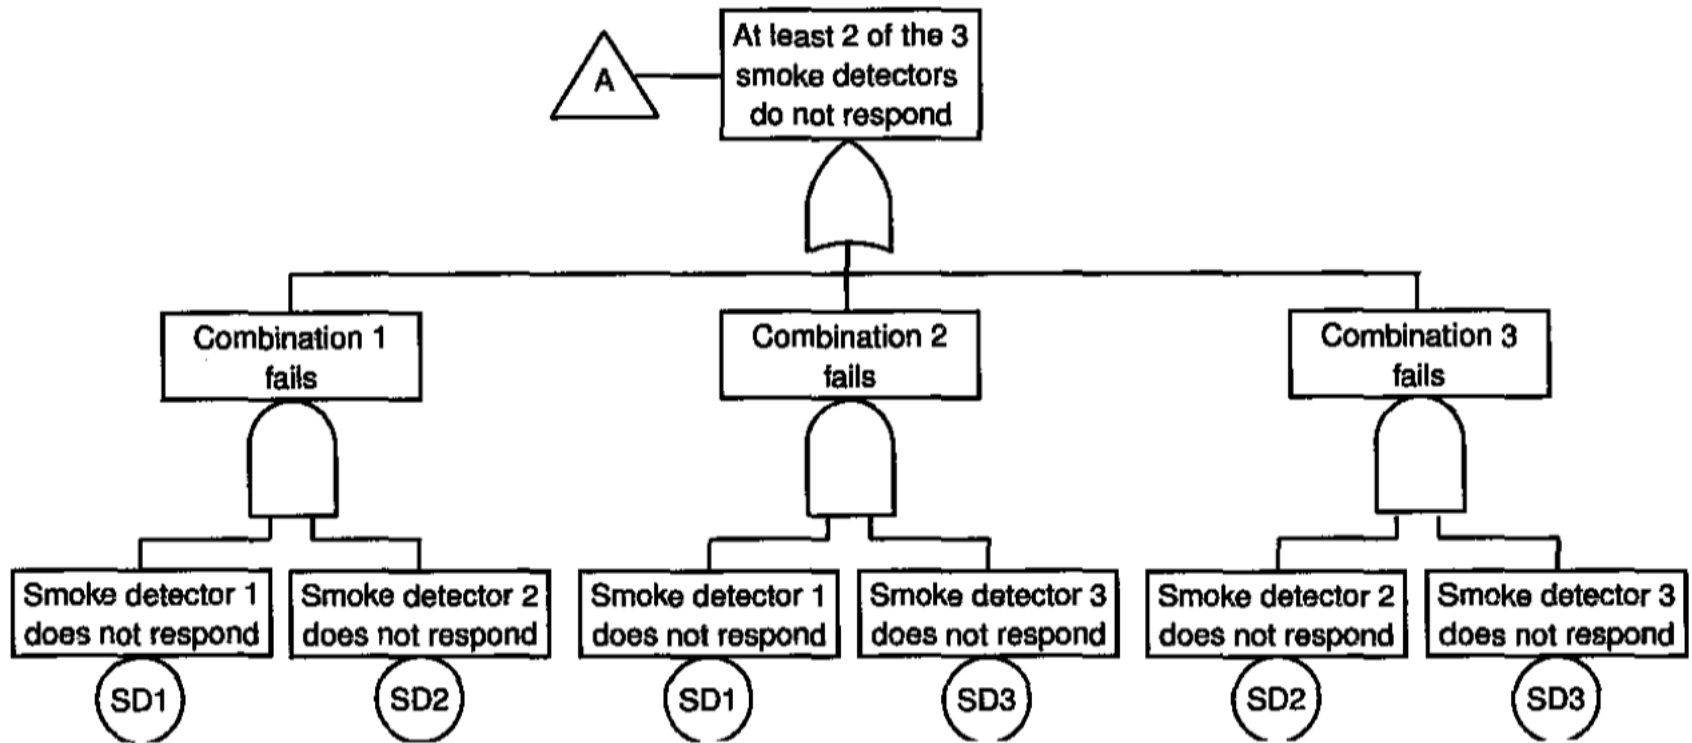 A
At least 2 of the 3
smoke detectors
do not respond
Combination 1
fails
Combination 2
fails
Combination 3
fails
Smoke detector 1
does not respond
Smoke detector 2
does not respond
Smoke detector 1
does not respond
Smoke detector 3
does not respond
Smoke detector 2
does not respond
Smoke detector 3
does not respond
SD1
SD2
SD1
SD3
SD2
SD3